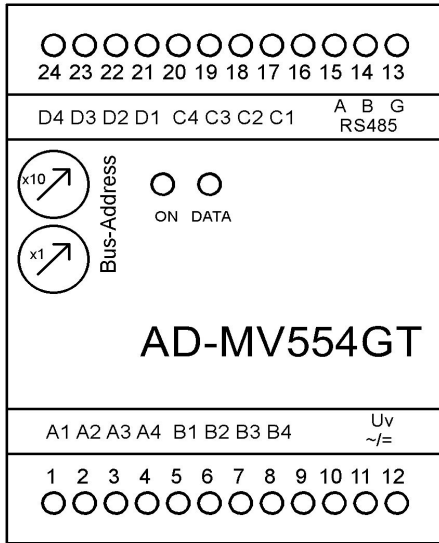 24 23 22 21 20 19 18 17 16 15 14 13
D4 D3 D2 D1 C4 C3 C2 C1 A B G
RS485
x10
x1
Bus-Address
ON DATA
AD-MV554GT
A1 A2 A3 A4 B1 B2 B3 B4 Uv
~/=
1 2 3 4 5 6 7 8 9 10 11 12